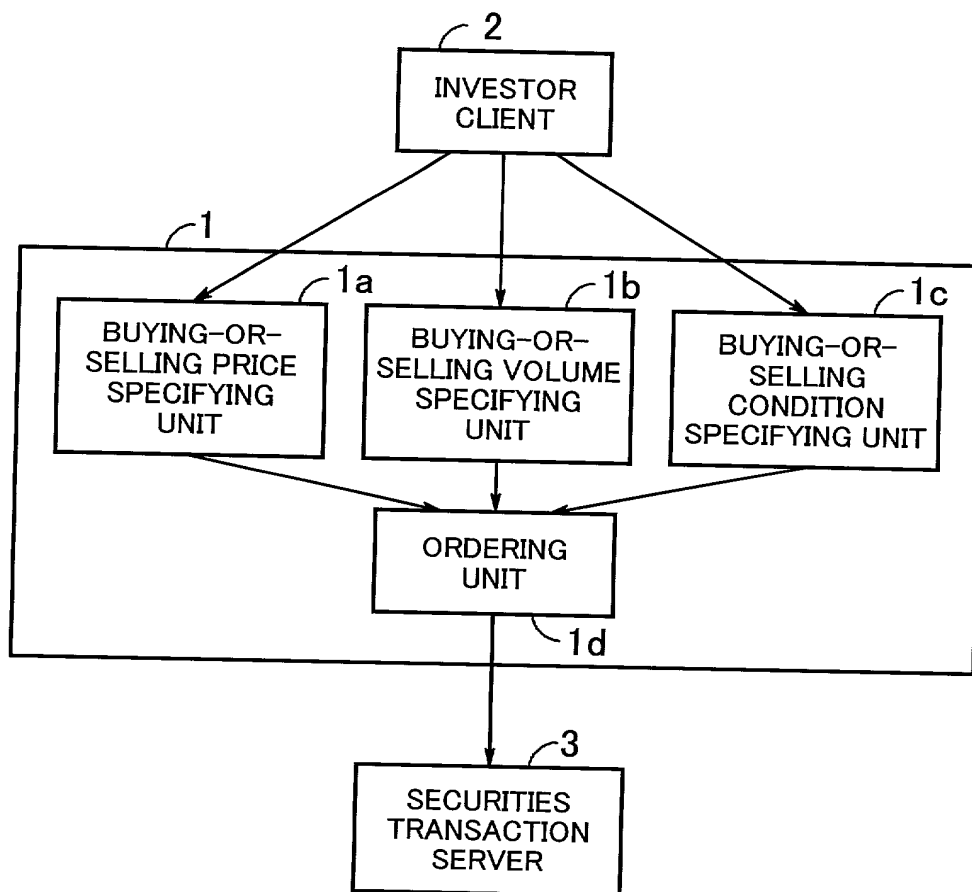 2
INVESTOR
CLIENT
1
1a
BUYING-OR-
SELLING PRICE
SPECIFYING
UNIT
1b
BUYING-OR-
SELLING VOLUME
SPECIFYING
UNIT
1c
BUYING-OR-
SELLING
CONDITION
SPECIFYING UNIT
ORDERING
UNIT
1d
3
SECURITIES
TRANSACTION
SERVER